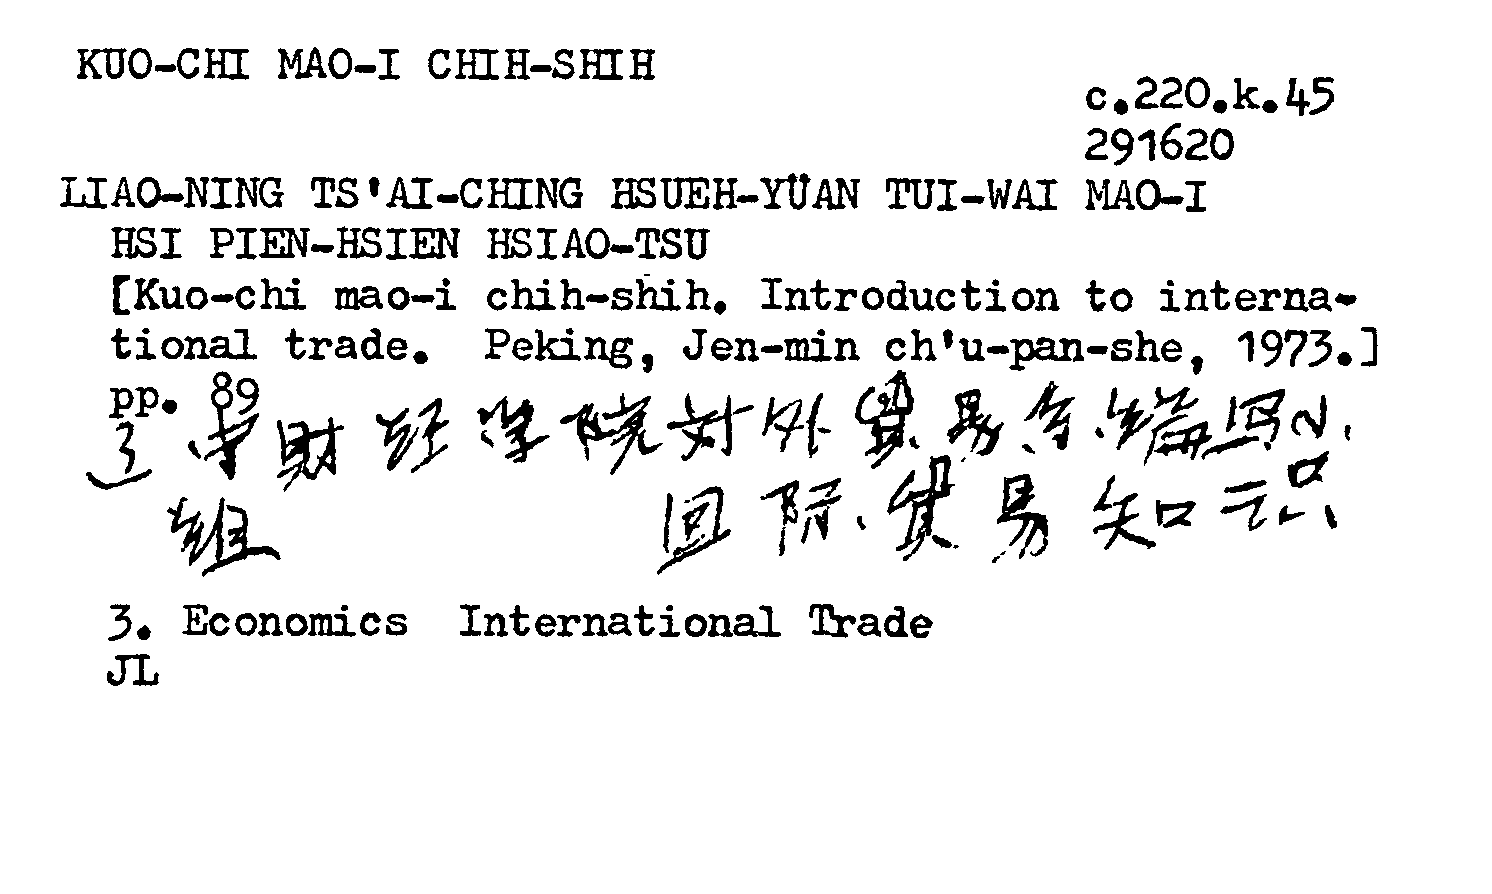 KUO-CHI MAO-I CHIH-SHIH
c.220.k.45
291620
LIAO-NING TS'AI-CHING HSUEH-YÜAN TUI-WAI MAO-I
HSI PIEN-HSIEN HSIAO-TSU
[Kuo-chi mao-i chih-shih. Introduction to interna-
tional trade. Peking, Jen-min ch'u-pan-she, 1973.]
pp. 89
辽宁财经学院对外贸易系编写小
组 国际贸易知识
3. Economics International Trade
JL